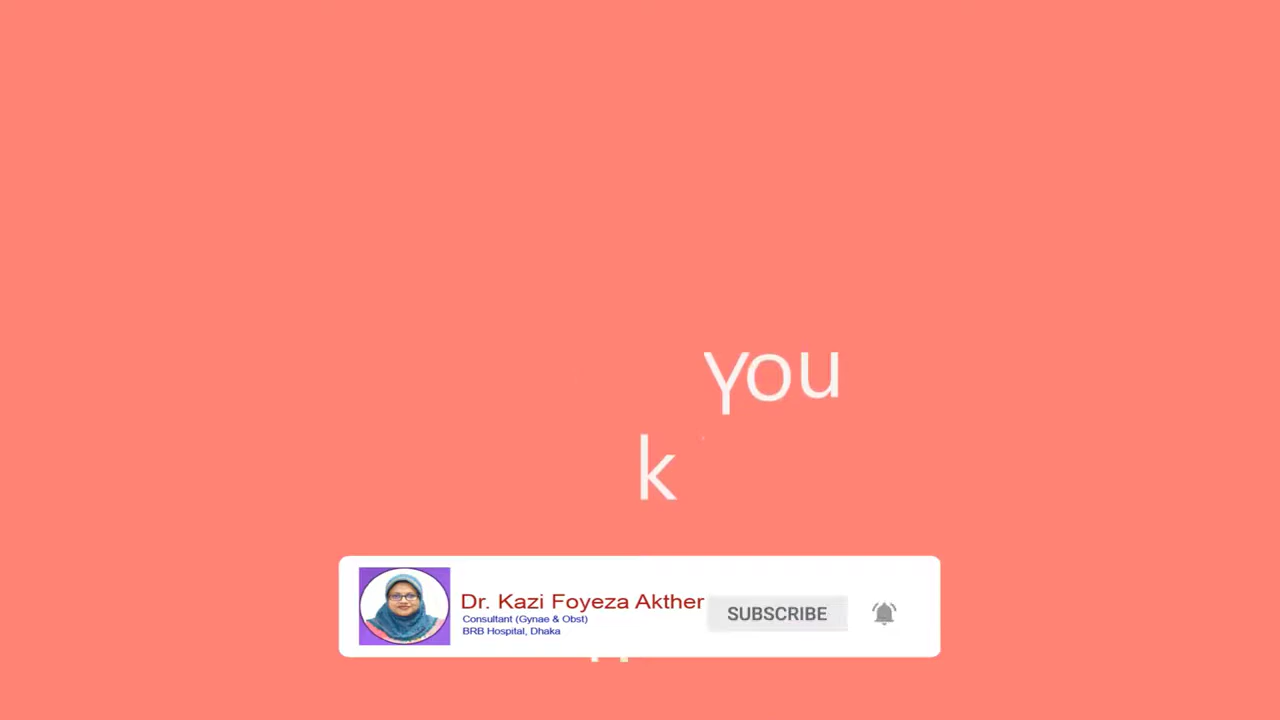 you
k
Dr. Kazi Foyeza Akther
Consultant (Gynae & Obst)
BRB Hospital, Dhaka
SUBSCRIBE